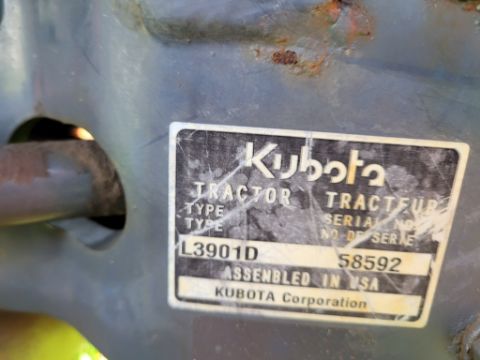 Kubota
TRACTOR TRACTEUR
TYPE SERIAL NO.
TYPE NO DE SERIE
L3901D 58592
ASSEMBLED IN USA
KUBOTA Corporation